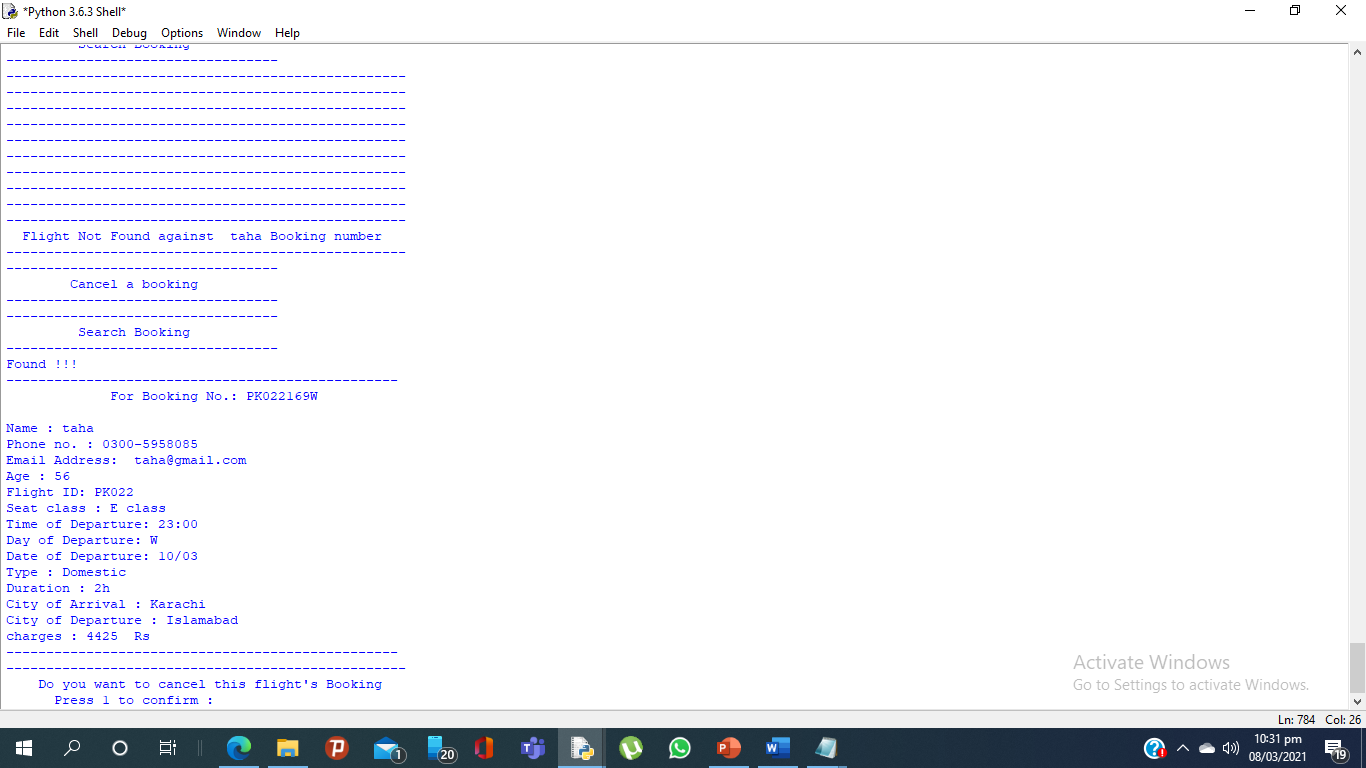 *Python 3.6.3 Shell*
File Edit Shell Debug Options Window Help
Search Booking
----------------------------------
--------------------------------------------------
--------------------------------------------------
--------------------------------------------------
--------------------------------------------------
--------------------------------------------------
--------------------------------------------------
--------------------------------------------------
--------------------------------------------------
--------------------------------------------------
--------------------------------------------------
Flight Not Found against  taha Booking number
--------------------------------------------------
----------------------------------
Cancel a booking
----------------------------------
----------------------------------
Search Booking
----------------------------------
Found !!!
-------------------------------------------------
For Booking No.: PK022169W
Name : taha
Phone no. : 0300-5958085
Email Address:  taha@gmail.com
Age : 56
Flight ID: PK022
Seat class : E class
Time of Departure: 23:00
Day of Departure: W
Date of Departure: 10/03
Type : Domestic
Duration : 2h
City of Arrival : Karachi
City of Departure : Islamabad
charges : 4425  Rs
-------------------------------------------------
--------------------------------------------------
Do you want to cancel this flight's Booking
Press 1 to confirm :
Activate Windows
Go to Settings to activate Windows.
Ln: 784 Col: 26
1
20
10:31 pm
08/03/2021
19